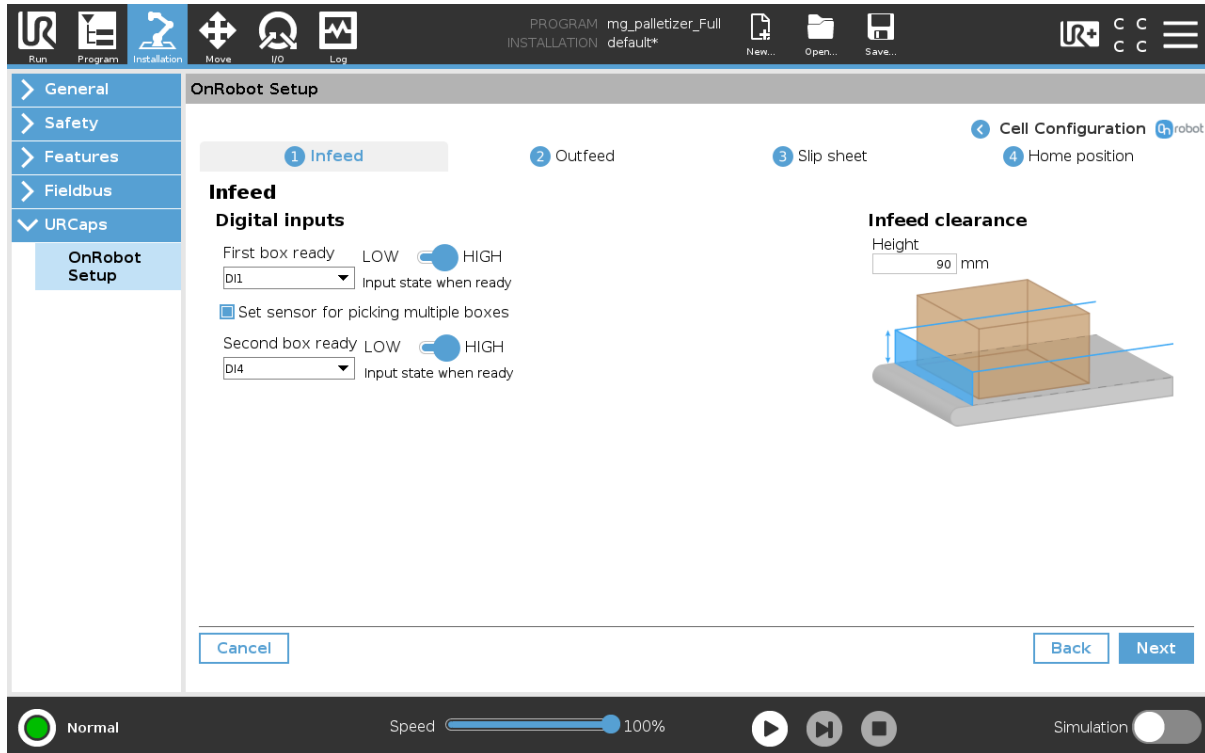 PROGRAM mg_palletizer_Full
INSTALLATION default*
Run Program Installation Move I/O Log New... Open... Save...
UR+ C C
C C
General
Safety
Features
Fieldbus
URCaps
OnRobot
Setup
OnRobot Setup
Cell Configuration On robot
1 Infeed 2 Outfeed 3 Slip sheet 4 Home position
Infeed
Digital inputs
First box ready LOW HIGH
DI1 Input state when ready
Set sensor for picking multiple boxes
Second box ready LOW HIGH
DI4 Input state when ready
Infeed clearance
Height
90 mm
Cancel Back Next
Normal Speed 100% Simulation